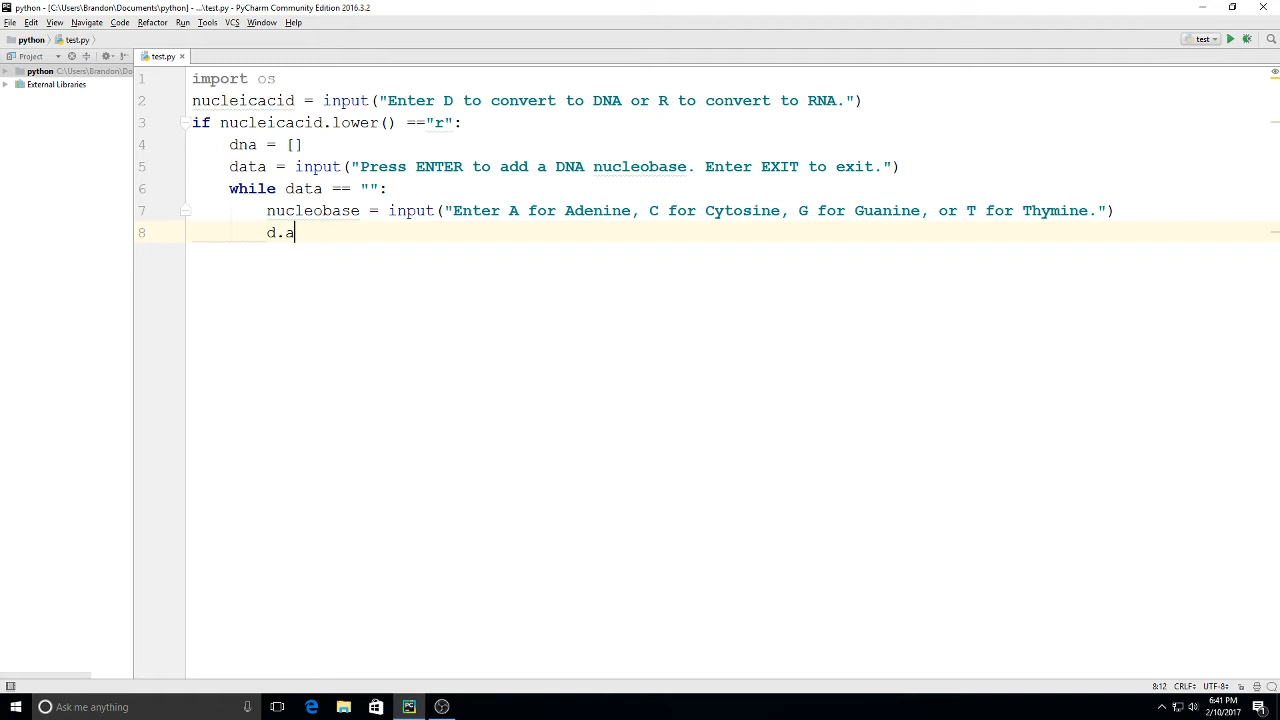 python - [C:\Users\Brandon\Documents\python] - ...\test.py - PyCharm Community Edition 2016.3.2
File Edit View Navigate Code Refactor Run Tools VCS Window Help
python test.py test
Project test.py
python C:\Users\Brandon\Do
External Libraries
1 import os
2 nucleicacid = input("Enter D to convert to DNA or R to convert to RNA.")
3 if nucleicacid.lower() =="r":
4 dna = []
5 data = input("Press ENTER to add a DNA nucleobase. Enter EXIT to exit.")
6 while data == "":
7 nucleobase = input("Enter A for Adenine, C for Cytosine, G for Guanine, or T for Thymine.")
8 d.a
8:12 CRLF÷ UTF-8÷
Ask me anything
6:41 PM
2/10/2017